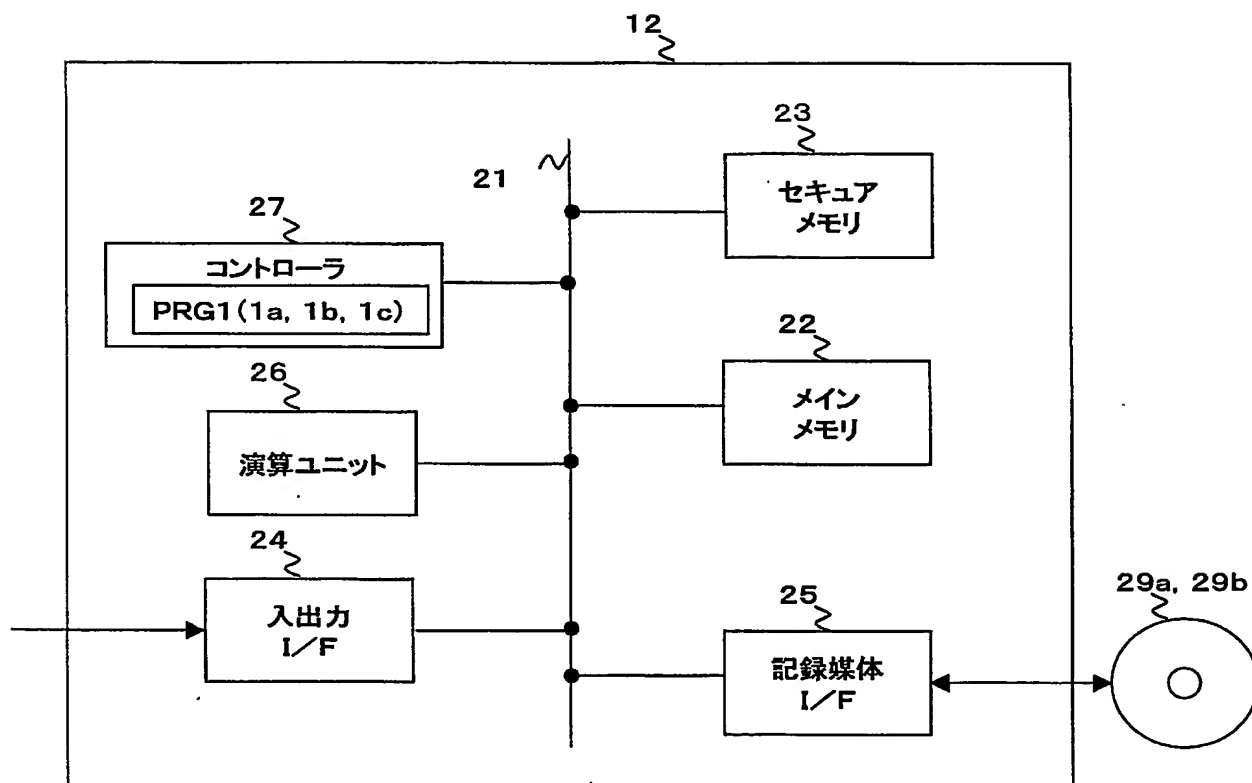 12
23
セキュア
メモリ
21
27
コントローラ
PRG1(1a, 1b, 1c)
22
メイン
メモリ
26
演算ユニット
24
入出力
I/F
25
記録媒体
I/F
29a, 29b